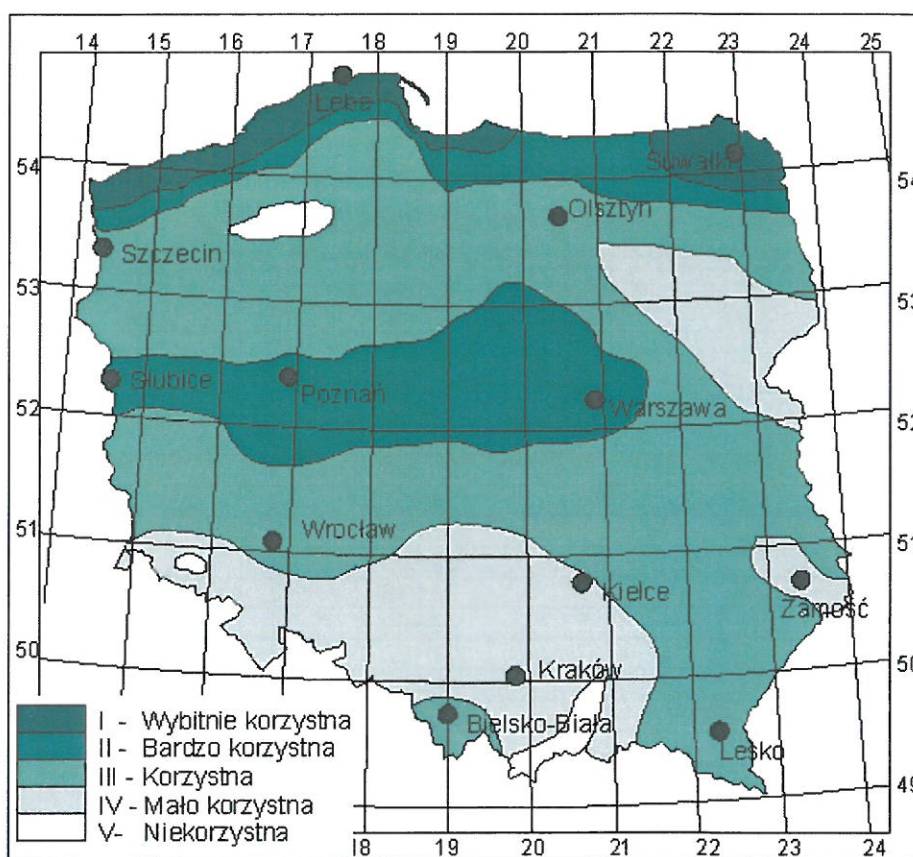 14 15 16 17 18 19 20 21 22 23 24 25
Łeba
54 54
Suwałki
Olsztyn
Szczecin
53 53
Słubice
Poznań
Warszawa
52 52
Wrocław
51 51
Kielce
Zamość
50 50
Kraków
Bielsko-Biała
Lesko
I - Wybitnie korzystna
II - Bardzo korzystna
III - Korzystna
IV - Mało korzystna
V- Niekorzystna
49
18 19 20 21 22 23 24